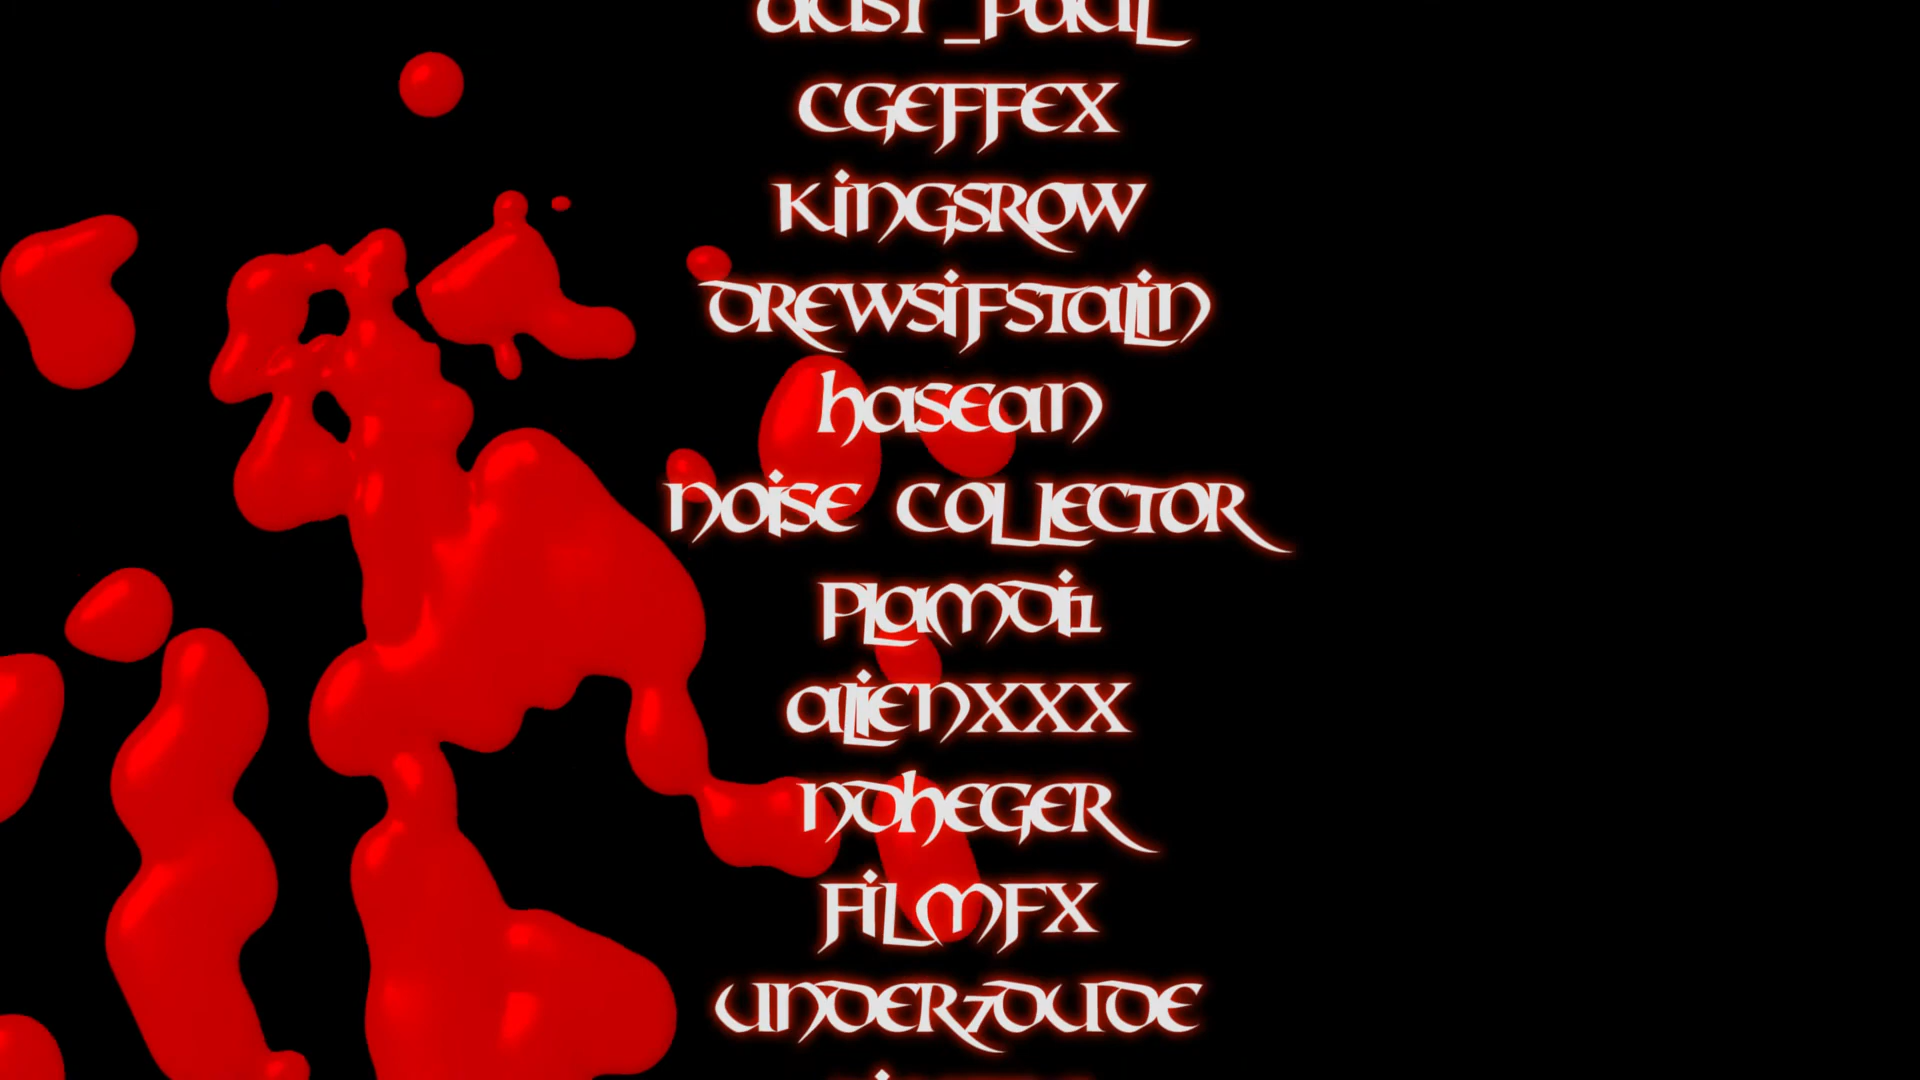 CGEFFEX
KiNGSROW
DREWSiFSTaLiN
haSEaN
NOiSE COLLECTOR
PLaMDi1
aLiENXXX
NDhEGER
FiLMFX
UNDER7DUDE